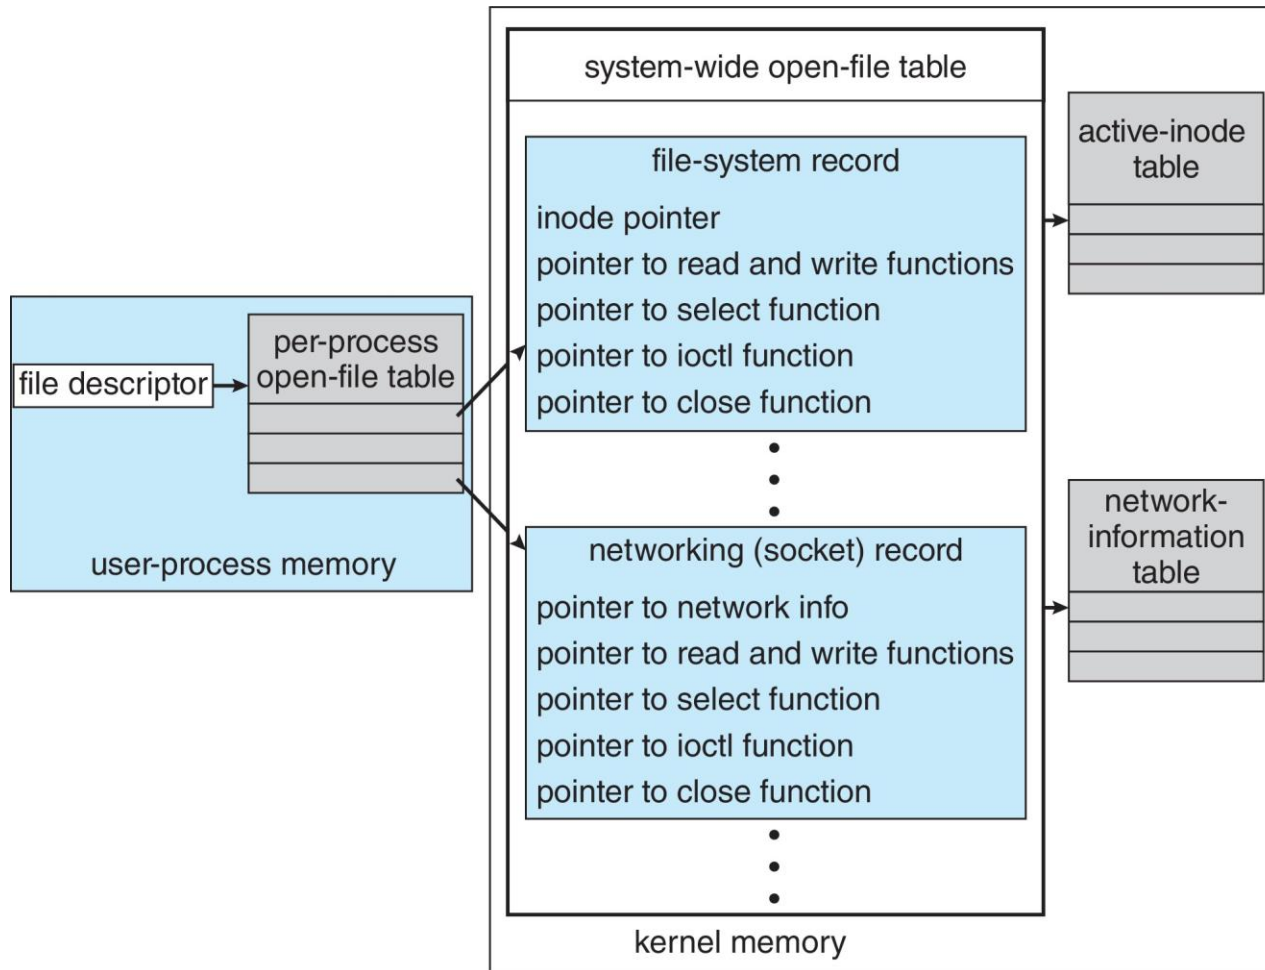 system-wide open-file table
file-system record
inode pointer
pointer to read and write functions
pointer to select function
pointer to ioctl function
pointer to close function
active-inode
table
per-process
open-file table
file descriptor
user-process memory
networking (socket) record
pointer to network info
pointer to read and write functions
pointer to select function
pointer to ioctl function
pointer to close function
network-
information
table
kernel memory